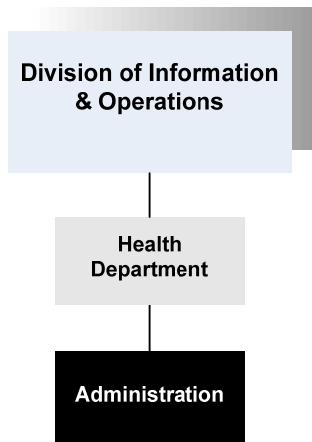 Division of Information
& Operations
Health
Department
Administration